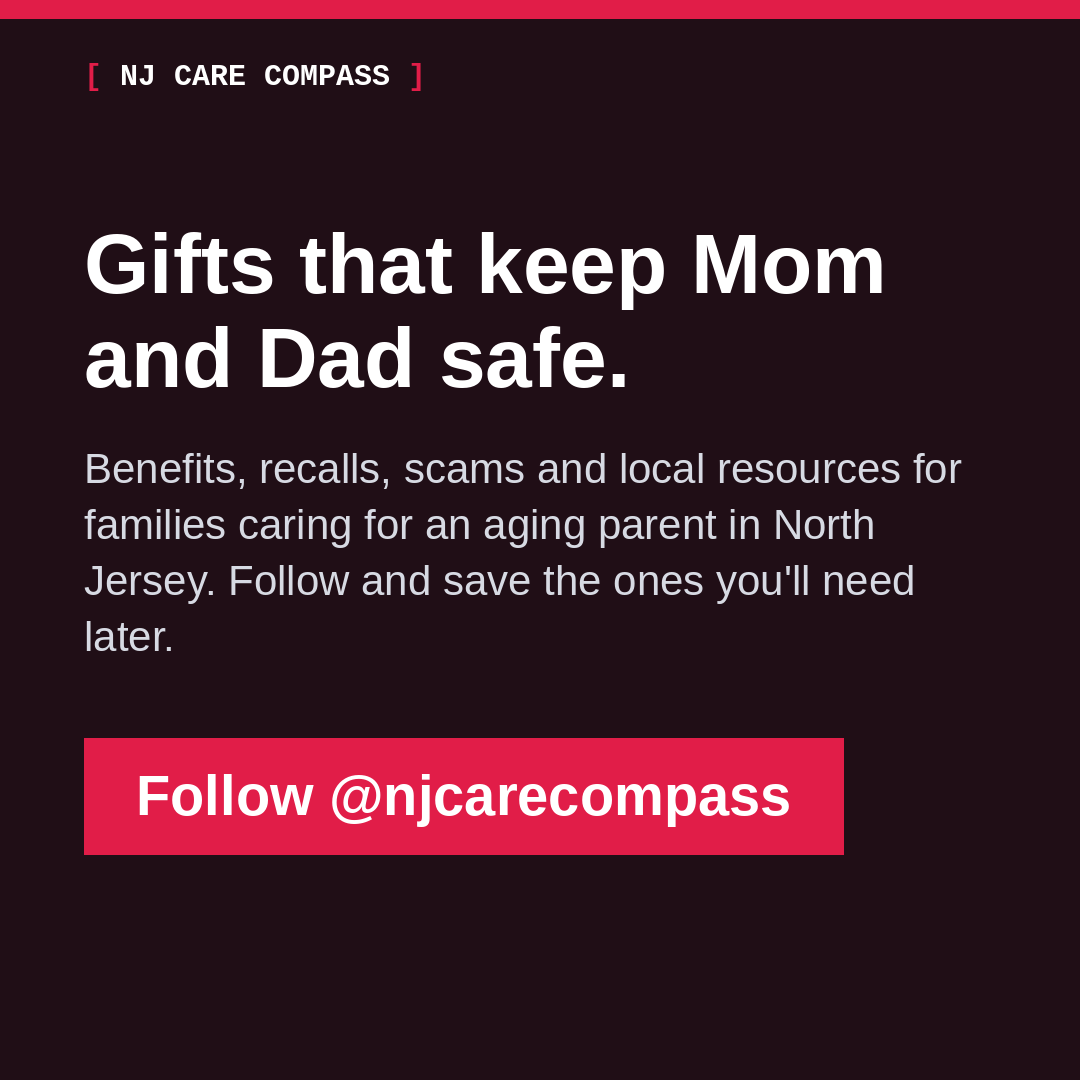 [ NJ CARE COMPASS ]
Gifts that keep Mom
and Dad safe.
Benefits, recalls, scams and local resources for
families caring for an aging parent in North
Jersey. Follow and save the ones you'll need
later.
Follow @njcarecompass